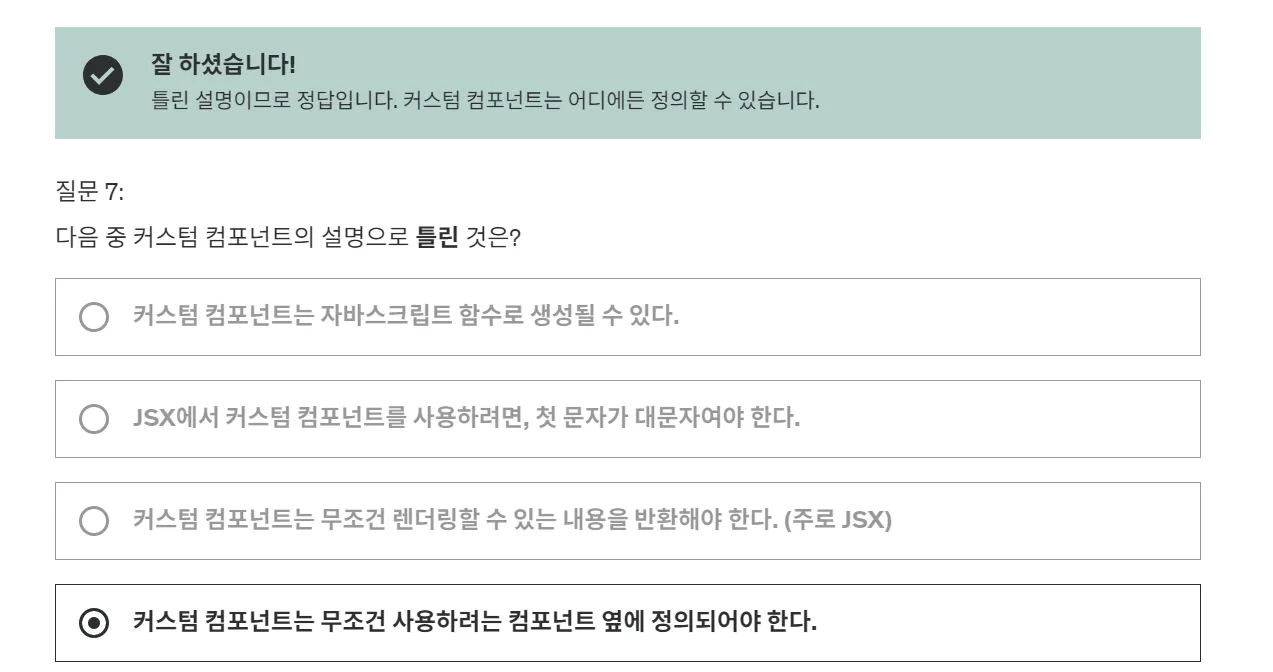 잘 하셨습니다!
틀린 설명이므로 정답입니다. 커스텀 컴포넌트는 어디에든 정의할 수 있습니다.
질문 7:
다음 중 커스텀 컴포넌트의 설명으로 틀린 것은?
커스텀 컴포넌트는 자바스크립트 함수로 생성될 수 있다.
JSX에서 커스텀 컴포넌트를 사용하려면, 첫 문자가 대문자여야 한다.
커스텀 컴포넌트는 무조건 렌더링할 수 있는 내용을 반환해야 한다. (주로 JSX)
커스텀 컴포넌트는 무조건 사용하려는 컴포넌트 옆에 정의되어야 한다.